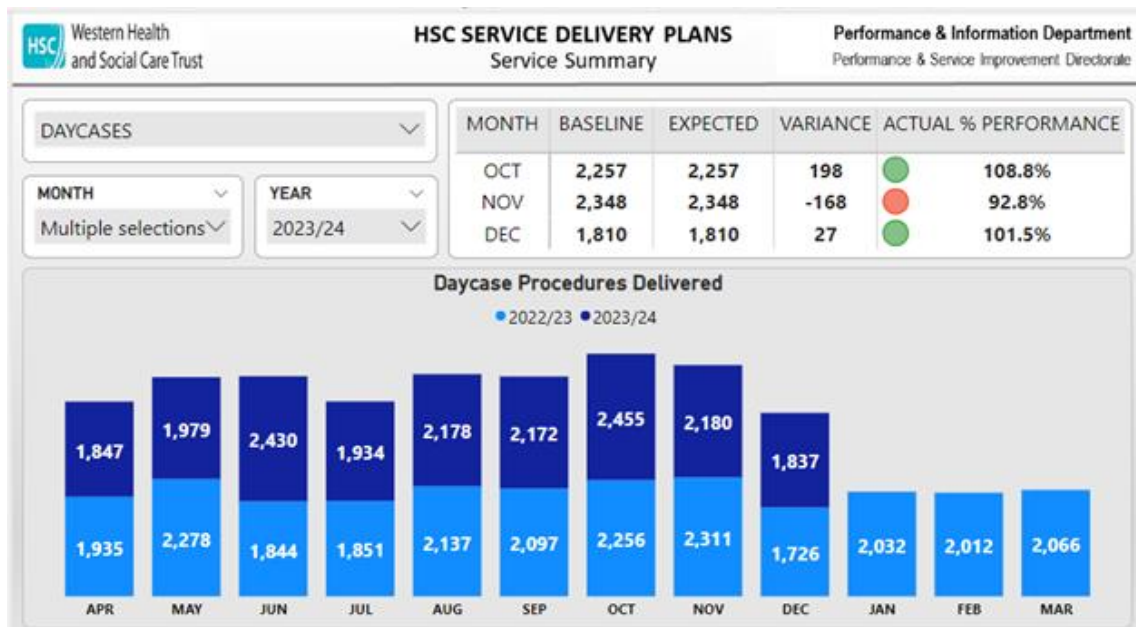 HSC
Western Health
and Social Care Trust
HSC SERVICE DELIVERY PLANS
Service Summary
Performance & Information Department
Performance & Service Improvement Directorate
DAYCASES
MONTH
Multiple selections
YEAR
2023/24
MONTH BASELINE EXPECTED VARIANCE ACTUAL % PERFORMANCE
OCT 2,257 2,257 198 108.8%
NOV 2,348 2,348 -168 92.8%
DEC 1,810 1,810 27 101.5%
Daycase Procedures Delivered
2022/23 2023/24
1,847 1,979 2,430 1,934 2,178 2,172 2,455 2,180 1,837
1,935 2,278 1,844 1,851 2,137 2,097 2,256 2,311 1,726 2,032 2,012 2,066
APR MAY JUN JUL AUG SEP OCT NOV DEC JAN FEB MAR